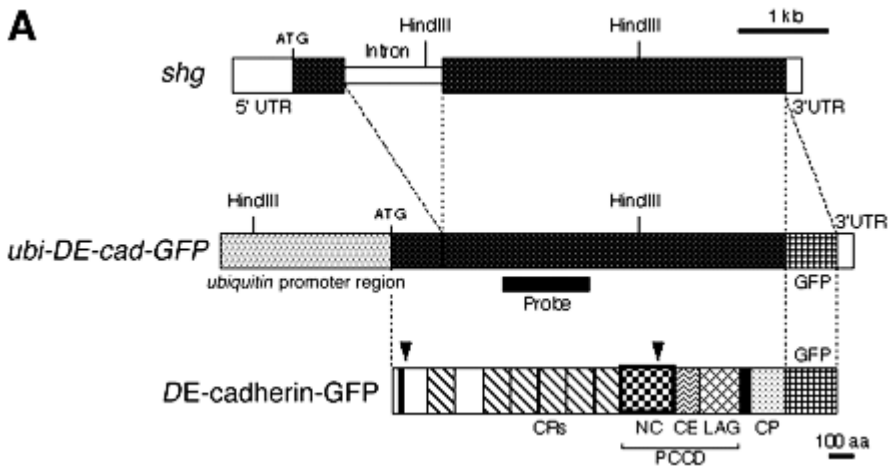 A
1 kb
HindIII HindIII
ATG
Intron
shg
5' UTR 3'UTR
HindIII ATG HindIII 3'UTR
ubi-DE-cad-GFP
ubiquitin promoter region GFP
Probe
GFP
DE-cadherin-GFP
CRs NC CE LAG CP
PCCD
100 aa